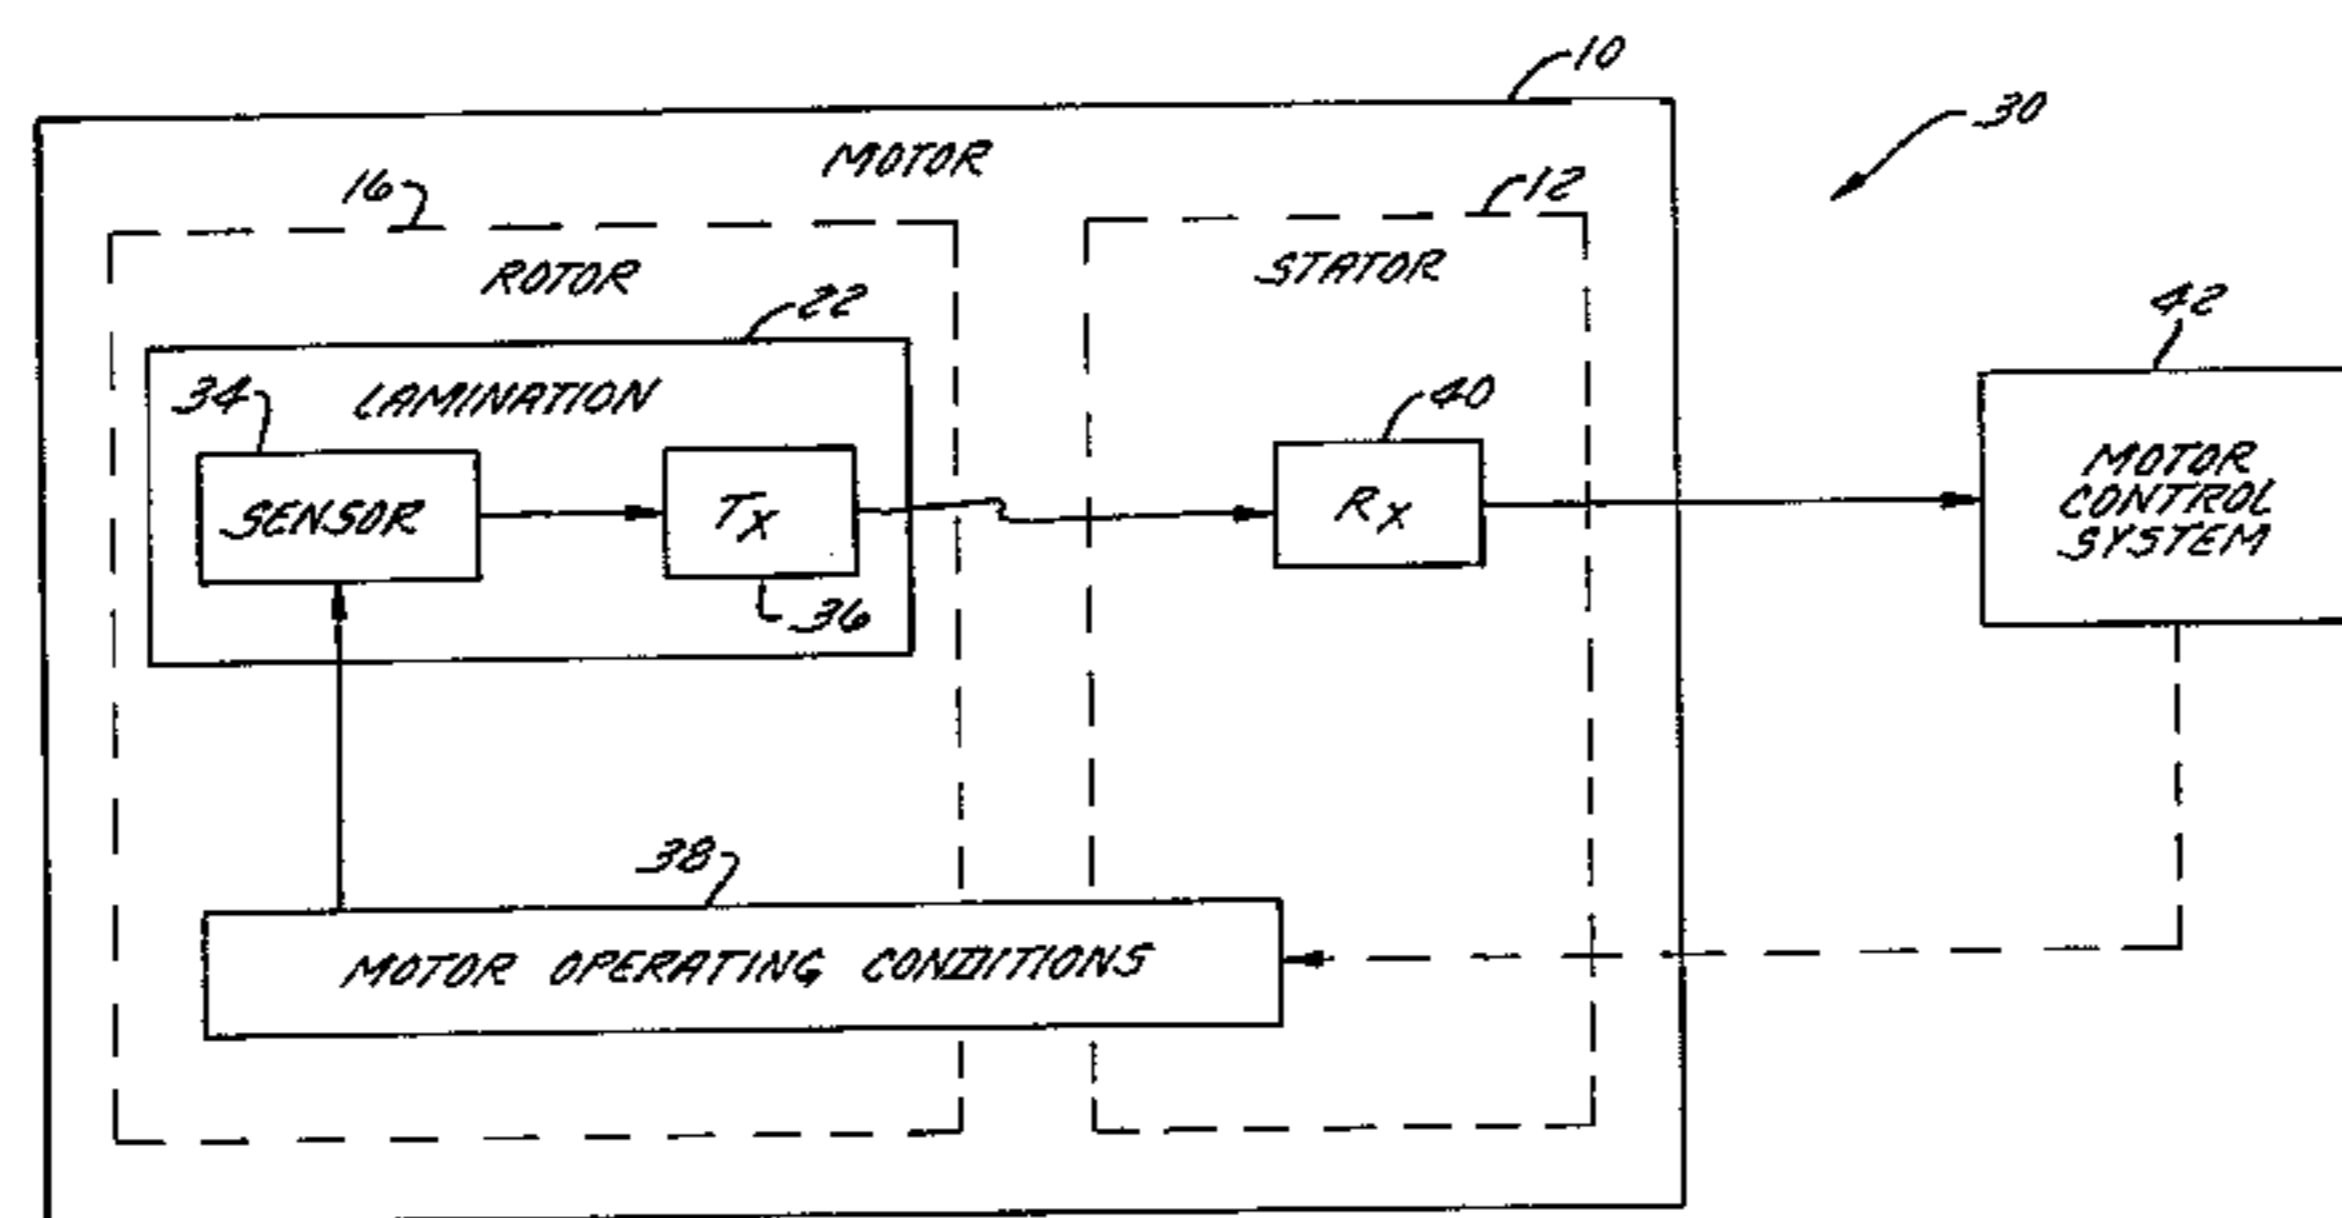 10
30
MOTOR
16
12
ROTOR
STATOR
22
42
34
LAMINATION
40
SENSOR
Tx
Rx
MOTOR
CONTROL
SYSTEM
36
38
MOTOR OPERATING CONDITIONS